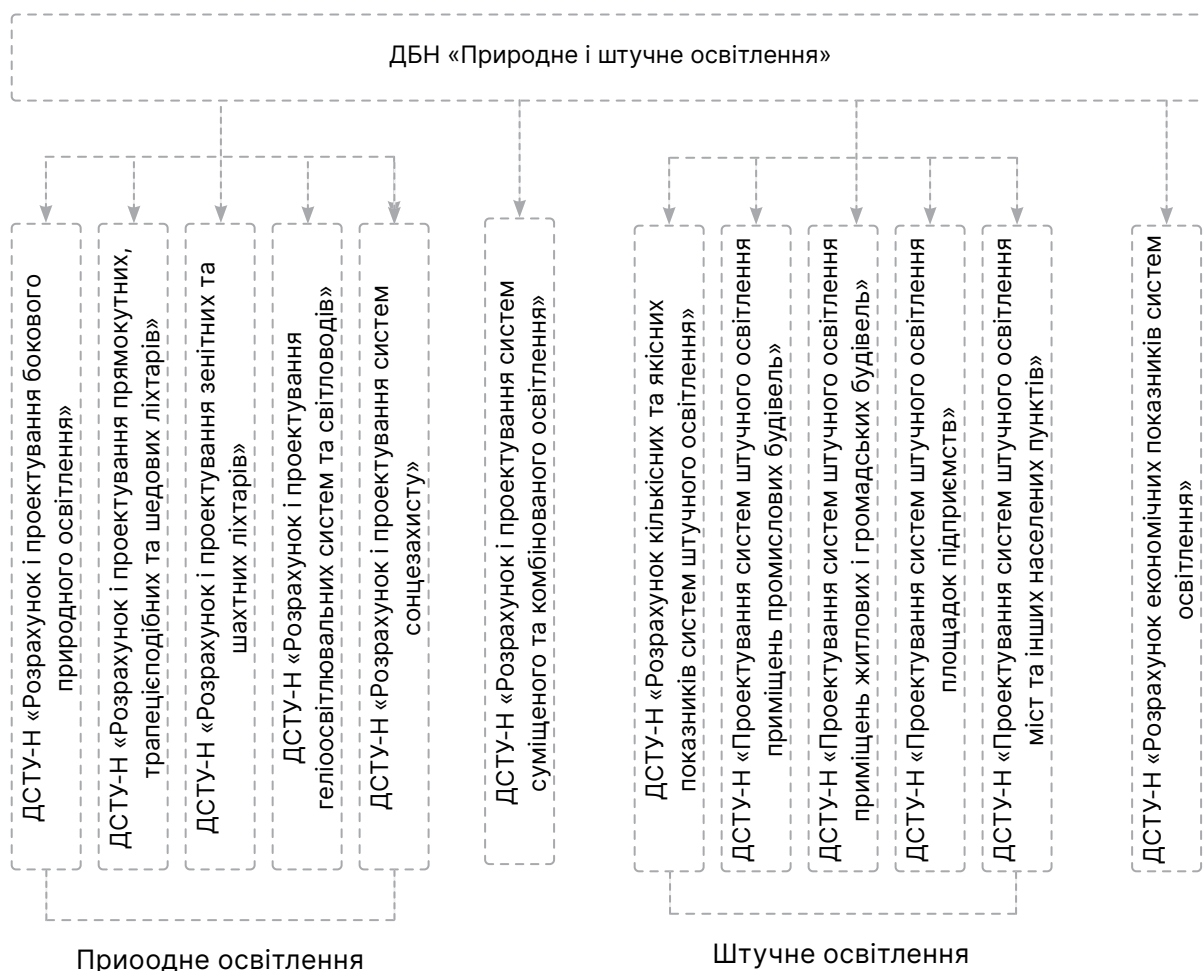 ДБН «Природне і штучне освітлення»
ДСТУ-Н «Розрахунок і проектування бокового
природного освітлення»
ДСТУ-Н «Розрахунок і проектування прямокутних,
трапецієподібних та шедових ліхтарів»
ДСТУ-Н «Розрахунок і проектування зенітних та
шахтних ліхтарів»
ДСТУ-Н «Розрахунок і проектування
геліоосвітлювальних систем та світловодів»
ДСТУ-Н «Розрахунок і проектування систем
сонцезахисту»
ДСТУ-Н «Розрахунок і проектування систем
суміщеного та комбінованого освітлення»
ДСТУ-Н «Розрахунок кількісних та якісних
показників систем штучного освітлення»
ДСТУ-Н «Проектування систем штучного освітлення
приміщень промислових будівель»
ДСТУ-Н «Проектування систем штучного освітлення
приміщень житлових і громадських будівель»
ДСТУ-Н «Проектування систем штучного освітлення
площадок підприємств»
ДСТУ-Н «Проектування систем штучного освітлення
міст та інших населених пунктів»
ДСТУ-Н «Розрахунок економічних показників систем
освітлення»
Приоодне освітлення
Штучне освітлення